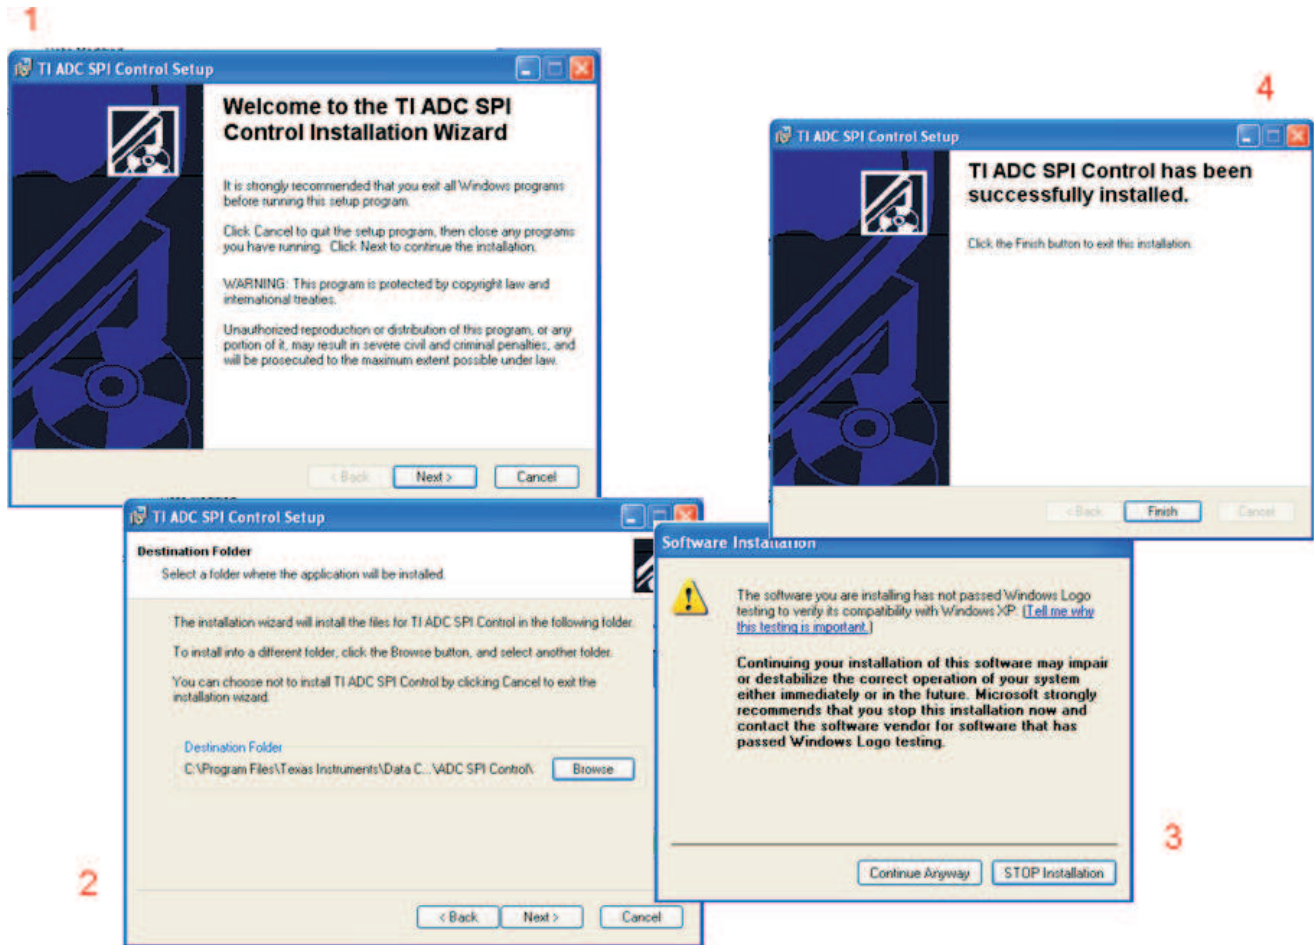 1
TI ADC SPI Control Setup
Welcome to the TI ADC SPI
Control Installation Wizard
It is strongly recommended that you exit all Windows programs
before running this setup program.
Click Cancel to quit the setup program, then close any programs
you have running. Click Next to continue the installation.
WARNING: This program is protected by copyright law and
international treaties.
Unauthorized reproduction or distribution of this program, or any
portion of it, may result in severe civil and criminal penalties, and
will be prosecuted to the maximum extent possible under law.
< Back
Next >
Cancel
2
TI ADC SPI Control Setup
Destination Folder
Select a folder where the application will be installed.
The installation wizard will install the files for TI ADC SPI Control in the following folder.
To install into a different folder, click the Browse button, and select another folder.
You can choose not to install TI ADC SPI Control by clicking Cancel to exit the
installation wizard.
Destination Folder
C:\Program Files\Texas Instruments\Data C...\ADC SPI Control\
Browse
< Back
Next >
Cancel
3
Software Installation
The software you are installing has not passed Windows Logo
testing to verify its compatibility with Windows XP. (Tell me why
this testing is important.)
Continuing your installation of this software may impair
or destabilize the correct operation of your system
either immediately or in the future. Microsoft strongly
recommends that you stop this installation now and
contact the software vendor for software that has
passed Windows Logo testing.
Continue Anyway
STOP Installation
4
TI ADC SPI Control Setup
TI ADC SPI Control has been
successfully installed.
Click the Finish button to exit this installation.
< Back
Finish
Cancel